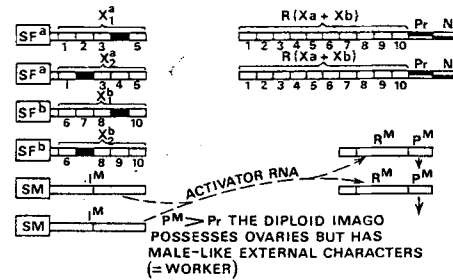 X₁ᵃ R(Xa + Xb) Pr N
SFᵃ 1 2 3 5 1 2 3 4 5 6 7 8 9 10
X₂ᵃ R(Xa + Xb) Pr N
SFᵃ 1 3 4 5 1 2 3 4 5 6 7 8 9 10
X₁ᵇ
SFᵇ 6 7 8 10
X₂ᵇ
SFᵇ 6 8 9 10 Rᴹ Pᴹ
SM Iᴹ ACTIVATOR RNA Rᴹ Pᴹ
SM Iᴹ Pᴹ > Pr THE DIPLOID IMAGO
POSSESSES OVARIES BUT HAS
MALE-LIKE EXTERNAL CHARACTERS
(= WORKER)